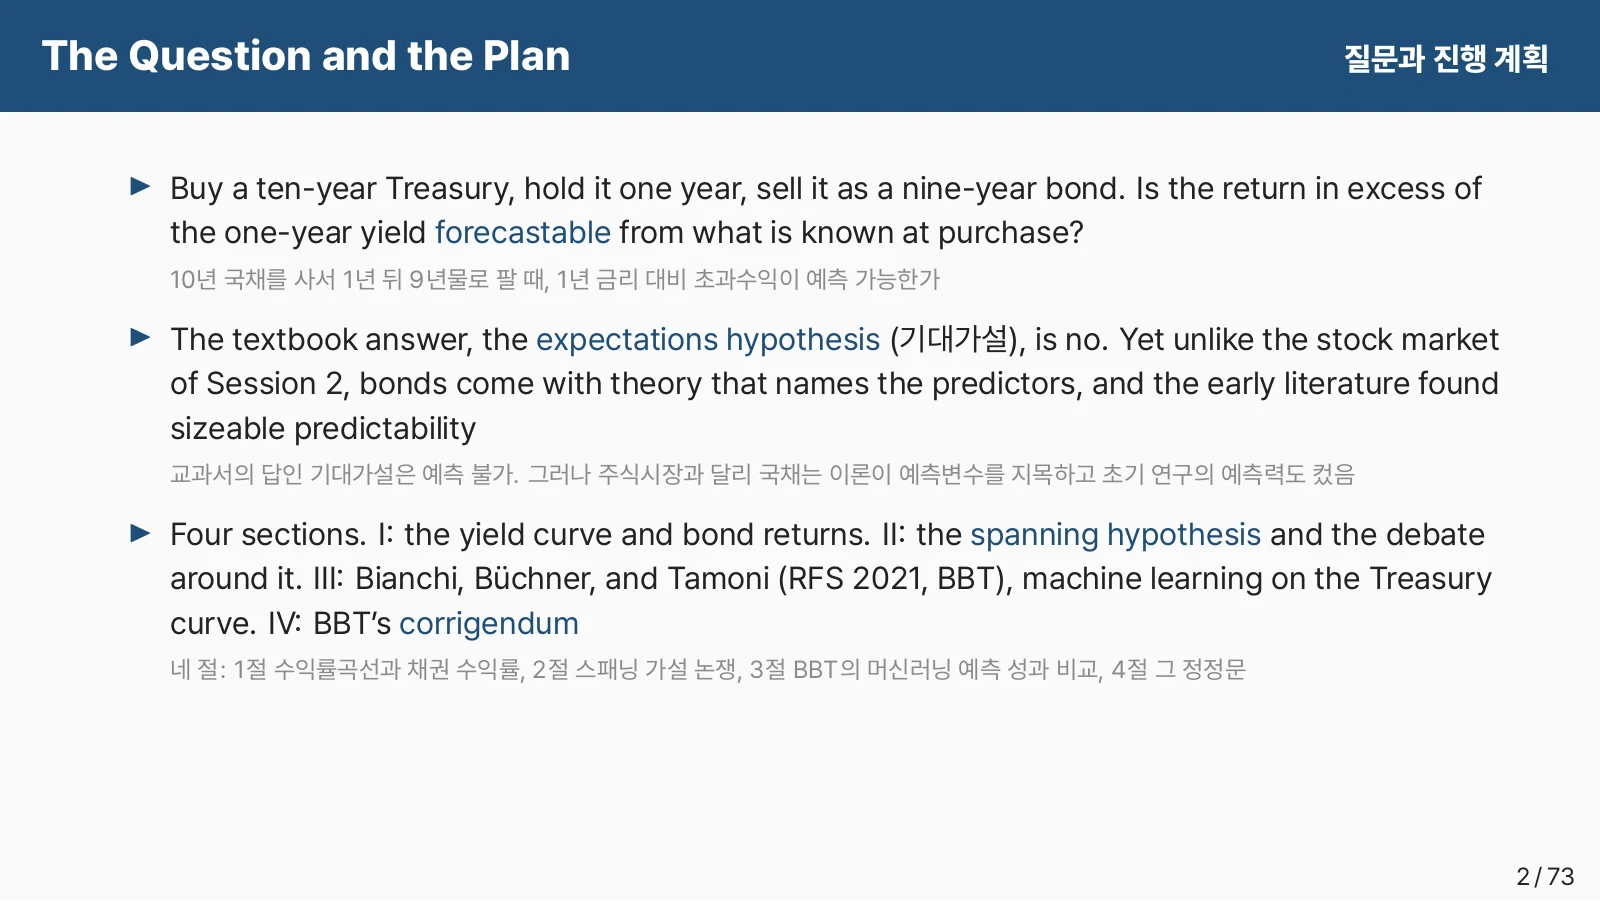 The Question and the Plan
질문과 진행 계획
▶ Buy a ten-year Treasury, hold it one year, sell it as a nine-year bond. Is the return in excess of
the one-year yield forecastable from what is known at purchase?
10년 국채를 사서 1년 뒤 9년물로 팔 때, 1년 금리 대비 초과수익이 예측 가능한가
▶ The textbook answer, the expectations hypothesis (기대가설), is no. Yet unlike the stock market
of Session 2, bonds come with theory that names the predictors, and the early literature found
sizeable predictability
교과서의 답인 기대가설은 예측 불가. 그러나 주식시장과 달리 국채는 이론이 예측변수를 지목하고 초기 연구의 예측력도 컸음
▶ Four sections. I: the yield curve and bond returns. II: the spanning hypothesis and the debate
around it. III: Bianchi, Büchner, and Tamoni (RFS 2021, BBT), machine learning on the Treasury
curve. IV: BBT’s corrigendum
네 절: 1절 수익률곡선과 채권 수익률, 2절 스패닝 가설 논쟁, 3절 BBT의 머신러닝 예측 성과 비교, 4절 그 정정문
2 / 73